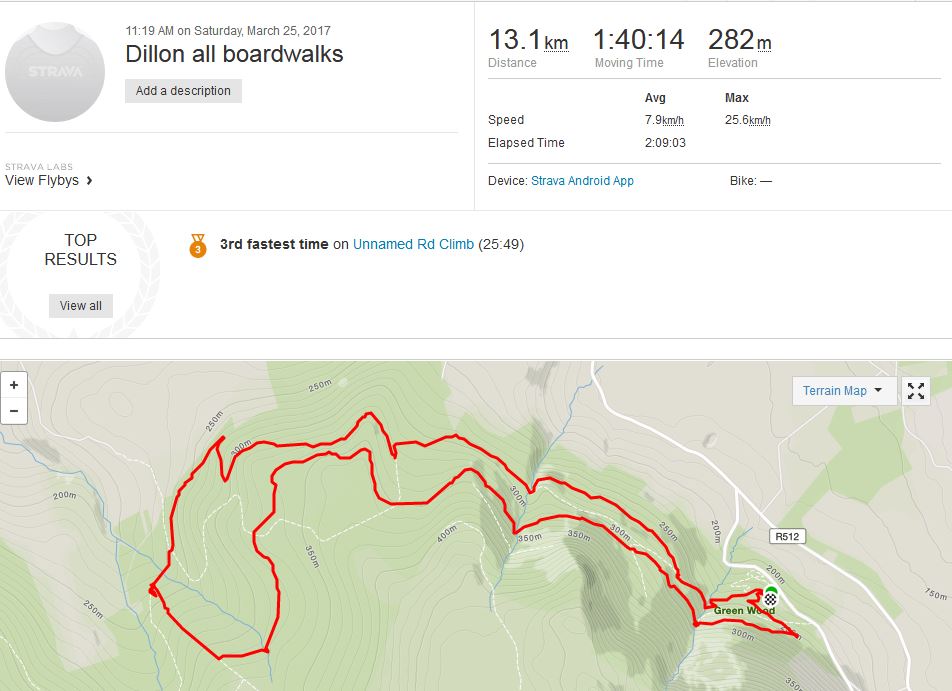 STRAVA
11:19 AM on Saturday, March 25, 2017
Dillon all boardwalks
Add a description
STRAVA LABS
View Flybys
13.1km
1:40:14
282m
Distance
Moving Time
Elevation
Avg
Max
Speed
7.9km/h
25.6km/h
Elapsed Time
2:09:03
Device: Strava Android App
Bike: —
TOP
RESULTS
View all
3
3rd fastest time on Unnamed Rd Climb (25:49)
+
−
Terrain Map
250m
250m
300m
200m
300m
350m
400m
350m
350m
300m
250m
200m
R512
200m
250m
Green Wood
300m
750m
350m